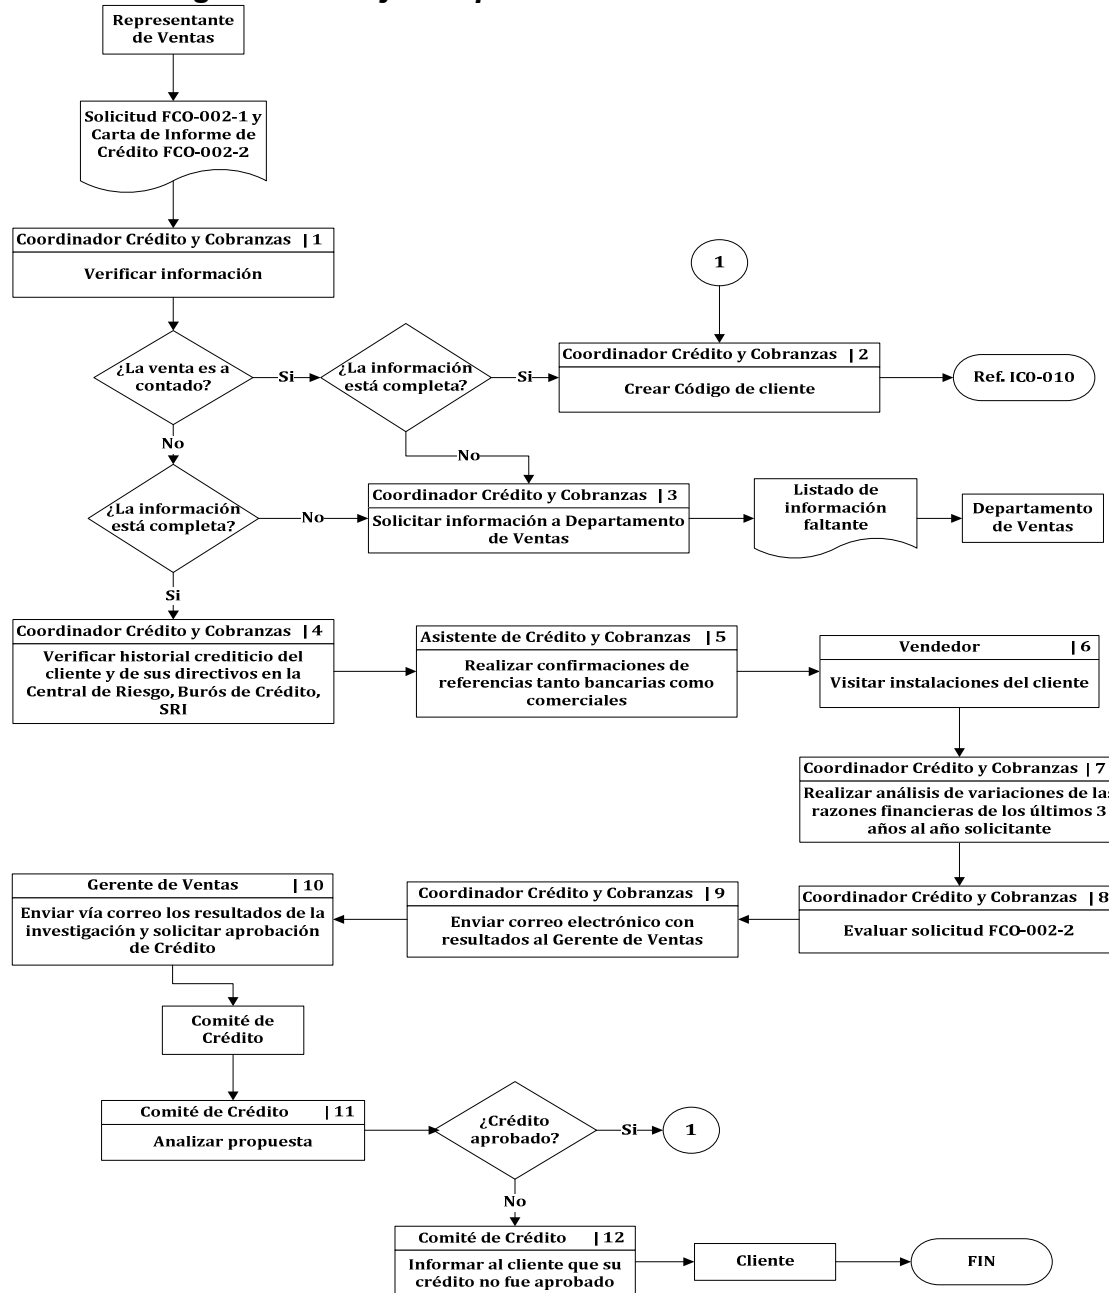 Representante
de Ventas
Solicitud FCO-002-1 y
Carta de Informe de
Crédito FCO-002-2
Coordinador Crédito y Cobranzas | 1
Verificar información
1
¿La venta es a
contado?
Si
¿La información
está completa?
Si
Coordinador Crédito y Cobranzas | 2
Crear Código de cliente
Ref. IC0-010
No
No
¿La información
está completa?
No
Coordinador Crédito y Cobranzas | 3
Solicitar información a Departamento
de Ventas
Listado de
información
faltante
Departamento
de Ventas
Si
Coordinador Crédito y Cobranzas | 4
Verificar historial crediticio del
cliente y de sus directivos en la
Central de Riesgo, Burós de Crédito,
SRI
Asistente de Crédito y Cobranzas | 5
Realizar confirmaciones de
referencias tanto bancarias como
comerciales
Vendedor | 6
Visitar instalaciones del cliente
Coordinador Crédito y Cobranzas | 7
Realizar análisis de variaciones de las
razones financieras de los últimos 3
años al año solicitante
Coordinador Crédito y Cobranzas | 8
Evaluar solicitud FCO-002-2
Coordinador Crédito y Cobranzas | 9
Enviar correo electrónico con
resultados al Gerente de Ventas
Gerente de Ventas | 10
Enviar vía correo los resultados de la
investigación y solicitar aprobación
de Crédito
Comité de
Crédito
Comité de Crédito | 11
Analizar propuesta
¿Crédito
aprobado?
Si
1
No
Comité de Crédito | 12
Informar al cliente que su
crédito no fue aprobado
Cliente
FIN